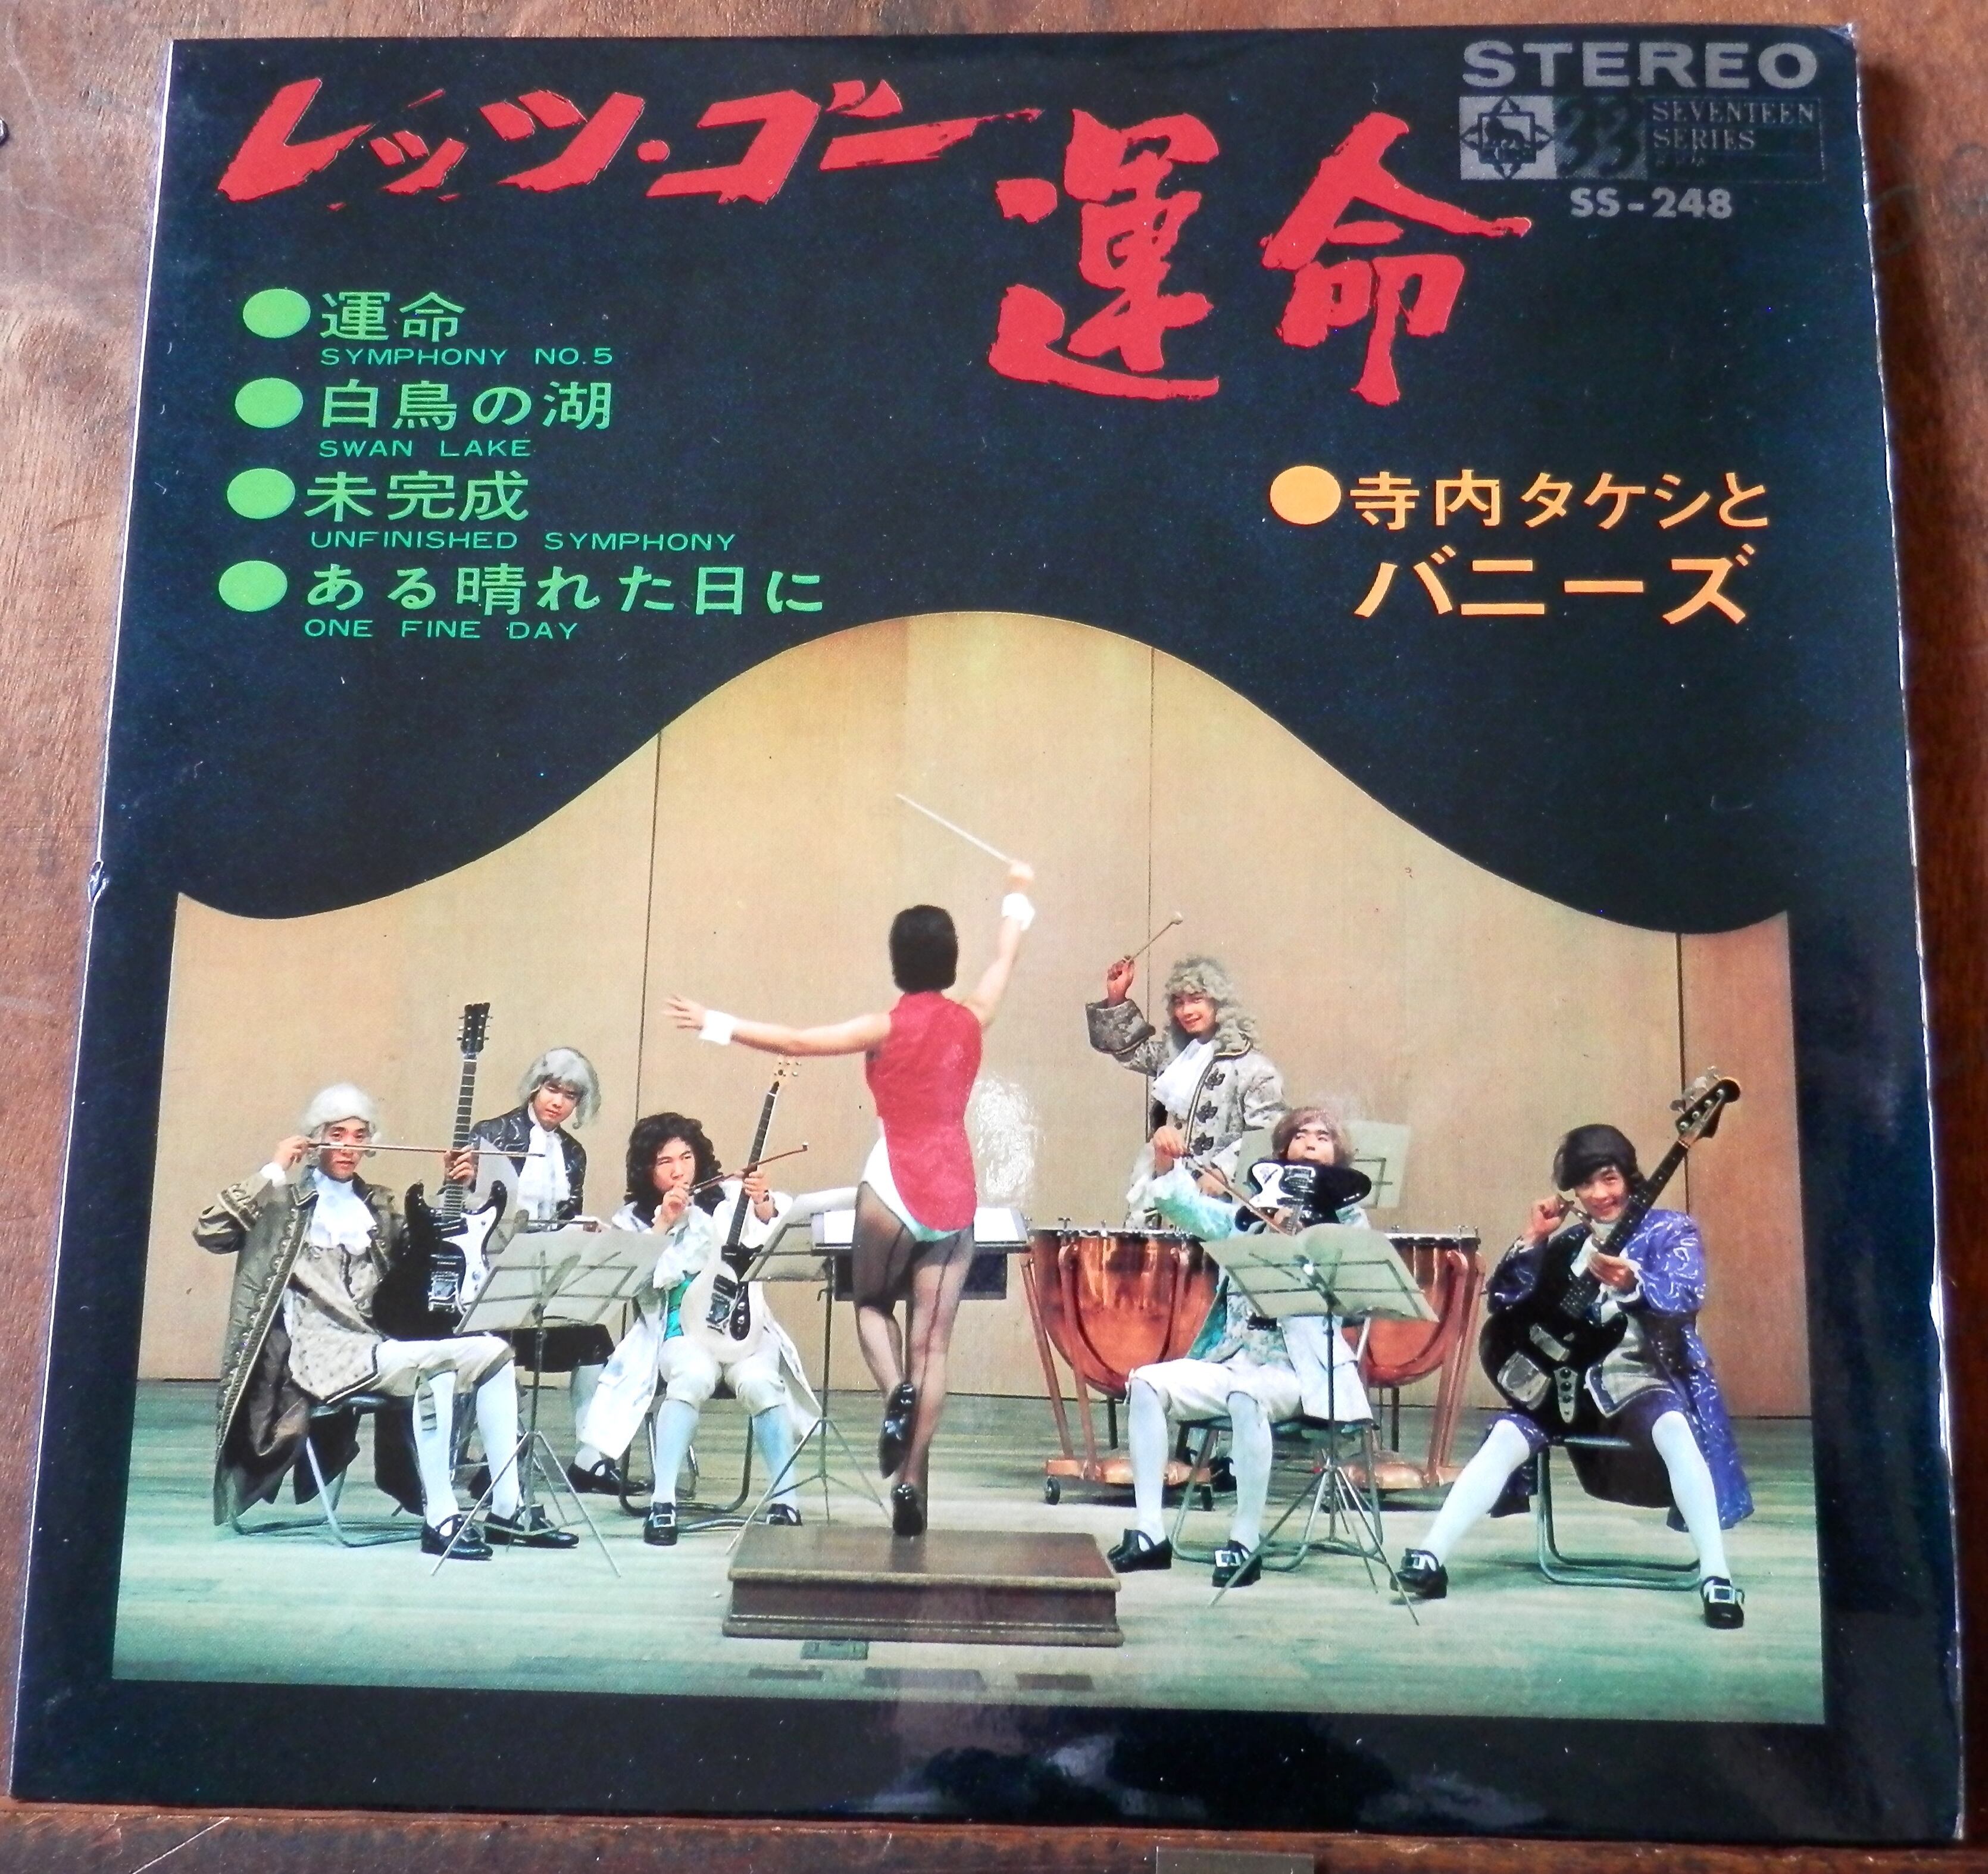 STEREO
レッツ・ゴー
運命
33
SEVENTEEN
SERIES
SS-248
●運命
SYMPHONY NO.5
●白鳥の湖
SWAN LAKE
●未完成
UNFINISHED SYMPHONY
●ある晴れた日に
ONE FINE DAY
●寺内タケシと
バニーズ